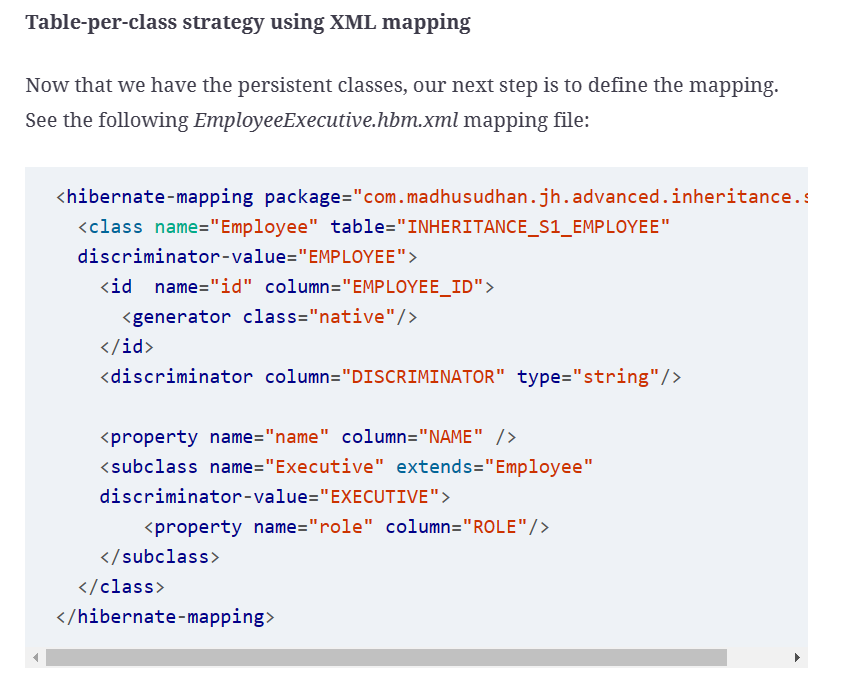 Table-per-class strategy using XML mapping
Now that we have the persistent classes, our next step is to define the mapping.
See the following EmployeeExecutive.hbm.xml mapping file:
<hibernate-mapping package="com.madhusudhan.jh.advanced.inheritance.s
<class name="Employee" table="INHERITANCE_S1_EMPLOYEE"
discriminator-value="EMPLOYEE">
<id  name="id" column="EMPLOYEE_ID">
<generator class="native"/>
</id>
<discriminator column="DISCRIMINATOR" type="string"/>
<property name="name" column="NAME" />
<subclass name="Executive" extends="Employee"
discriminator-value="EXECUTIVE">
<property name="role" column="ROLE"/>
</subclass>
</class>
</hibernate-mapping>